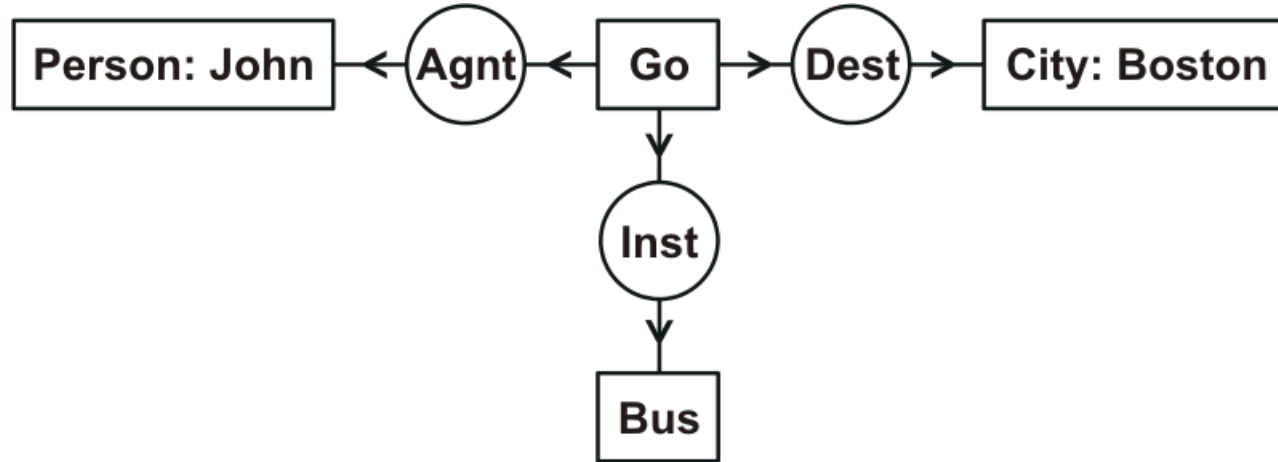 Person: John
Agnt
Go
Dest
City: Boston
Inst
Bus